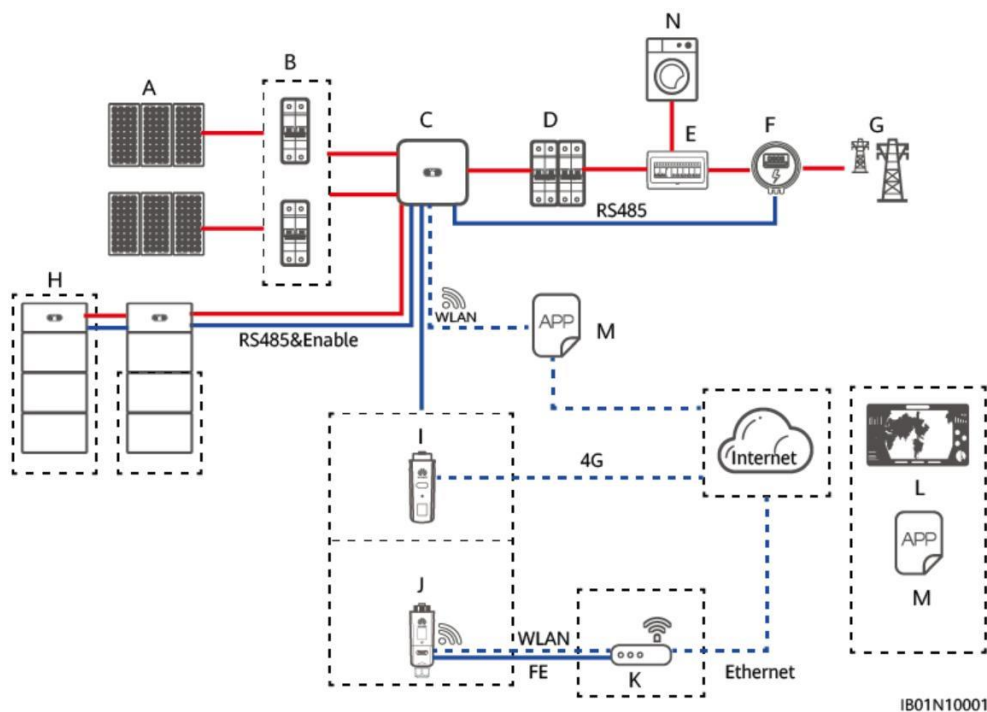 N
A
B
C
D
E
F
G
RS485
H
WLAN
APP
M
RS485&Enable
I
4G
Internet
L
APP
M
J
WLAN
FE
K
Ethernet
IB01N10001